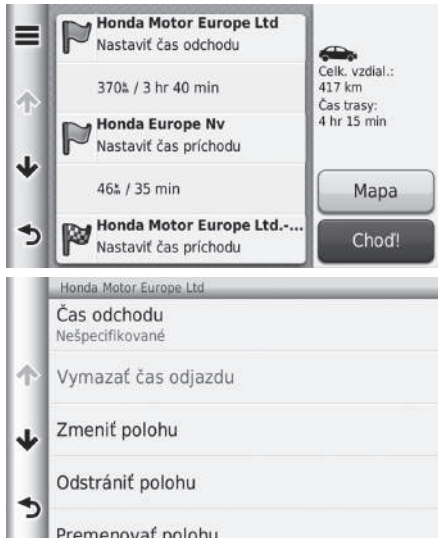 Honda Motor Europe Ltd
Nastaviť čas odchodu
370km / 3 hr 40 min
Honda Europe Nv
Nastaviť čas príchodu
46km / 35 min
Honda Motor Europe Ltd.-...
Nastaviť čas príchodu
Celk. vzdial.:
417 km
Čas trasy:
4 hr 15 min
Mapa
Choď!
Honda Motor Europe Ltd
Čas odchodu
Nešpecifikované
Vymazať čas odjazdu
Zmeniť polohu
Odstrániť polohu
Premenovať polohu